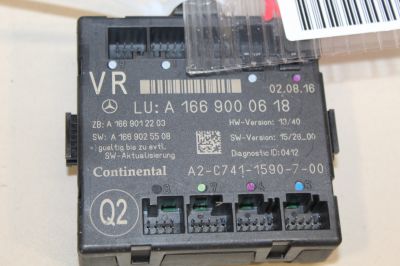 VR
02.08.16
LU: A 166 900 06 18
ZB: A 166 901 22 03
HW-Version: 13/40
SW: A 166 902 55 08
SW-Version: 15/26_00
*gueltig bis zu evtl.
SW-Aktualisierung
Diagnostic ID:0412
Continental
A2-C741-1590-7-00
Q2